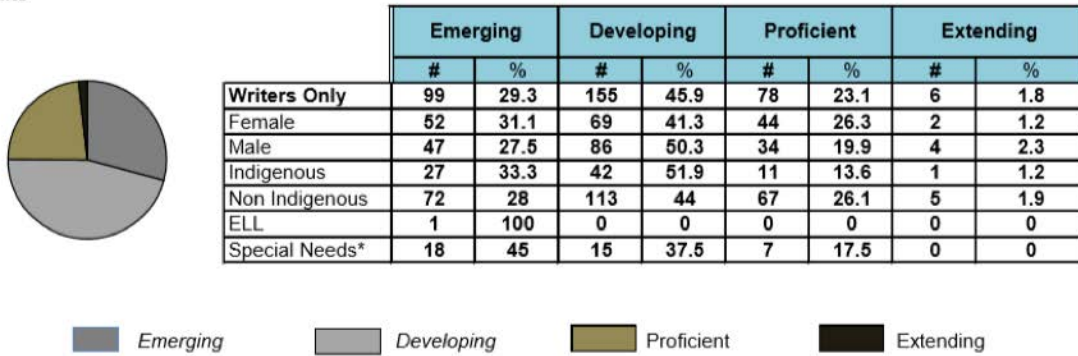 Emerging Developing Proficient Extending
# % # % # % # %
Writers Only 99 29.3 155 45.9 78 23.1 6 1.8
Female 52 31.1 69 41.3 44 26.3 2 1.2
Male 47 27.5 86 50.3 34 19.9 4 2.3
Indigenous 27 33.3 42 51.9 11 13.6 1 1.2
Non Indigenous 72 28 113 44 67 26.1 5 1.9
ELL 1 100 0 0 0 0 0 0
Special Needs* 18 45 15 37.5 7 17.5 0 0
Emerging Developing Proficient Extending